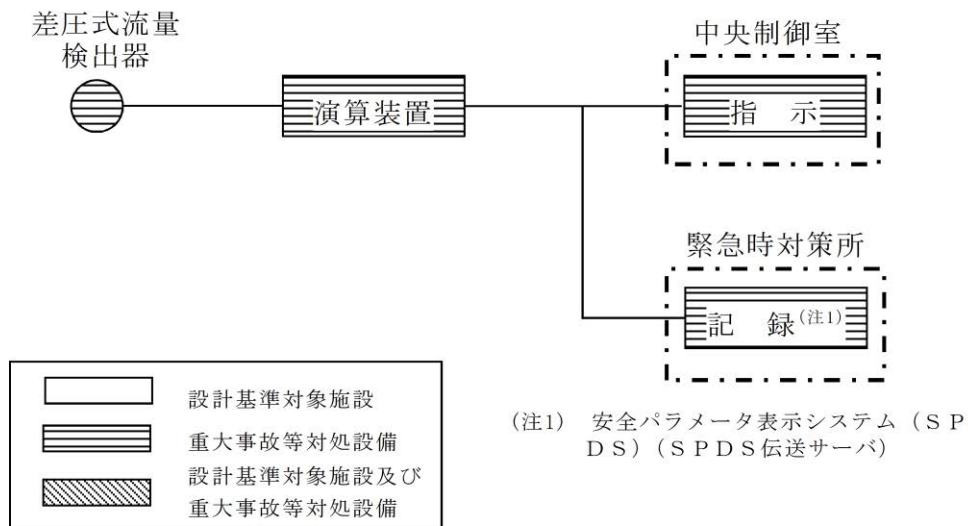 差圧式流量
検出器
演算装置
中央制御室
指 示
緊急時対策所
記 録(注1)
設計基準対象施設
重大事故等対処設備
設計基準対象施設及び
重大事故等対処設備
(注1) 安全パラメータ表示システム(SP
DS)(SPDS伝送サーバ)